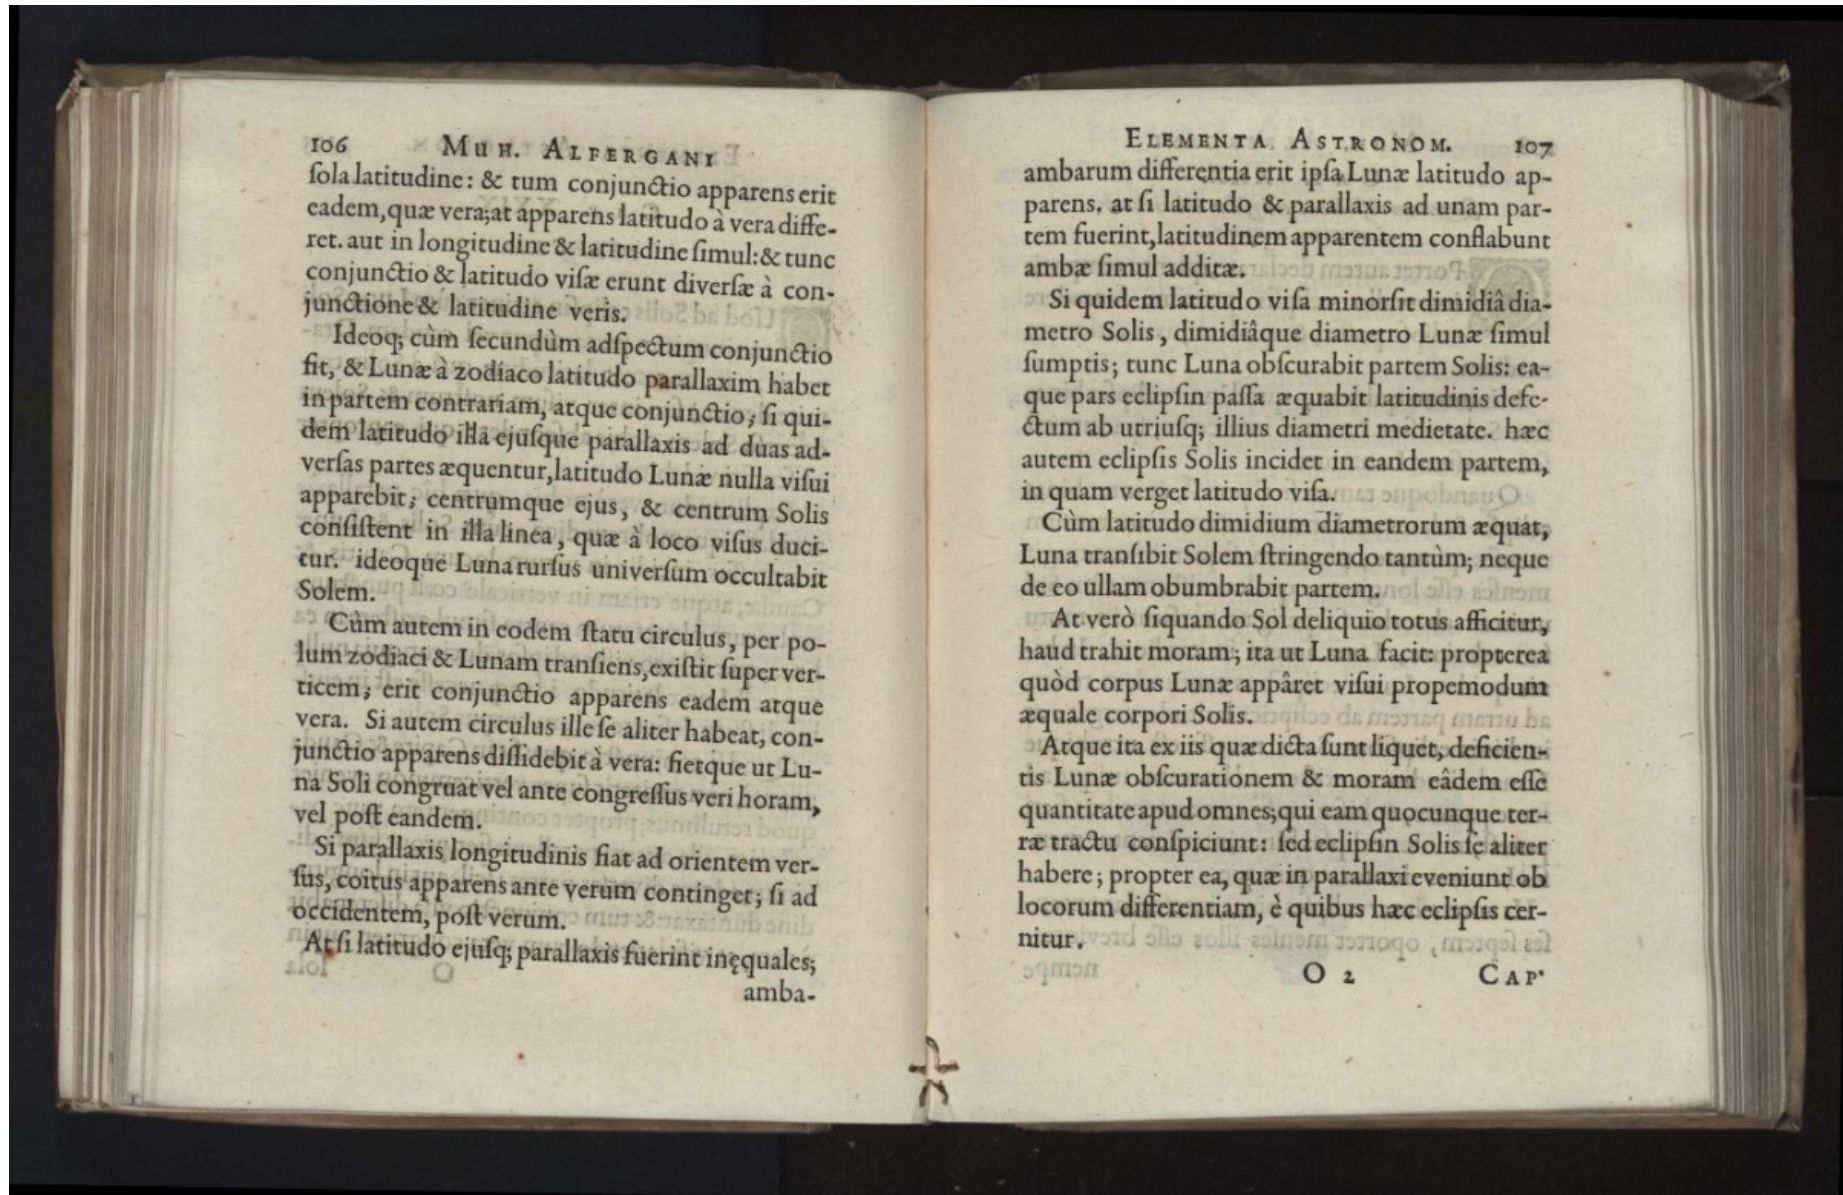 106 MUH. ALFERGANI
ſola latitudine: & tum conjunctio apparens erit
eadem, quæ vera; at apparens latitudo à vera diffe-
ret. aut in longitudine & latitudine ſimul: & tunc
conjunctio & latitudo viſæ erunt diverſæ à con-
junctione & latitudine veris.
Ideoq; cùm ſecundùm adſpectum conjunctio
fit, & Lunæ à zodiaco latitudo parallaxim habet
in partem contrariam, atque conjunctio; ſi qui-
dem latitudo illa ejuſque parallaxis ad duas ad-
verſas partes æquentur, latitudo Lunæ nulla viſui
apparebit; centrumque ejus, & centrum Solis
conſiſtent in illa linea, quæ à loco viſus duci-
tur. ideoque Luna rurſus univerſum occultabit
Solem.
Cùm autem in eodem ſtatu circulus, per po-
lum zodiaci & Lunam tranſiens, exiſtit ſuper ver-
ticem; erit conjunctio apparens eadem atque
vera. Si autem circulus ille ſe aliter habeat, con-
junctio apparens diſſidebit à vera: fietque ut Lu-
na Soli congruat vel ante congreſſus veri horam,
vel poſt eandem.
Si parallaxis longitudinis fiat ad orientem ver-
ſus, coitus apparens ante verum continget; ſi ad
occidentem, poſt verum.
At ſi latitudo ejuſq; parallaxis fuerint inęquales;
amba-
ELEMENTA ASTRONOM. 107
ambarum differentia erit ipſa Lunæ latitudo ap-
parens. at ſi latitudo & parallaxis ad unam par-
tem fuerint, latitudinem apparentem conflabunt
ambæ ſimul additæ.
Si quidem latitudo viſa minor ſit dimidiâ dia-
metro Solis, dimidiâque diametro Lunæ ſimul
ſumptis; tunc Luna obſcurabit partem Solis: ea-
que pars eclipſin paſſa æquabit latitudinis defe-
ctum ab utriuſq; illius diametri medietate. hæc
autem eclipſis Solis incidet in eandem partem,
in quam verget latitudo viſa.
Cùm latitudo dimidium diametrorum æquat,
Luna tranſibit Solem ſtringendo tantùm; neque
de eo ullam obumbrabit partem.
At verò ſiquando Sol deliquio totus afficitur,
haud trahit moram; ita ut Luna facit: propterea
quòd corpus Lunæ appâret viſui propemodum
æquale corpori Solis.
Atque ita ex iis quæ dicta ſunt liquet, deficien-
tis Lunæ obſcurationem & moram eâdem eſſe
quantitate apud omnes; qui eam quocunque ter-
ræ tractu conſpiciunt: ſed eclipſin Solis ſe aliter
habere; propter ea, quæ in parallaxi eveniunt ob
locorum differentiam, è quibus hæc eclipſis cer-
nitur.
O 2 CAP.